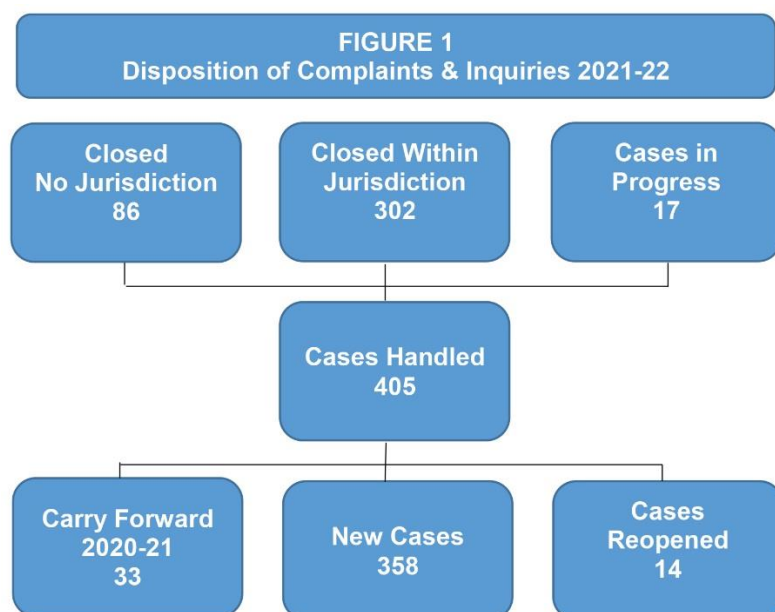 FIGURE 1
Disposition of Complaints & Inquiries 2021-22
Closed
No Jurisdiction
86
Closed Within
Jurisdiction
302
Cases in
Progress
17
Cases Handled
405
Carry Forward
2020-21
33
New Cases
358
Cases
Reopened
14